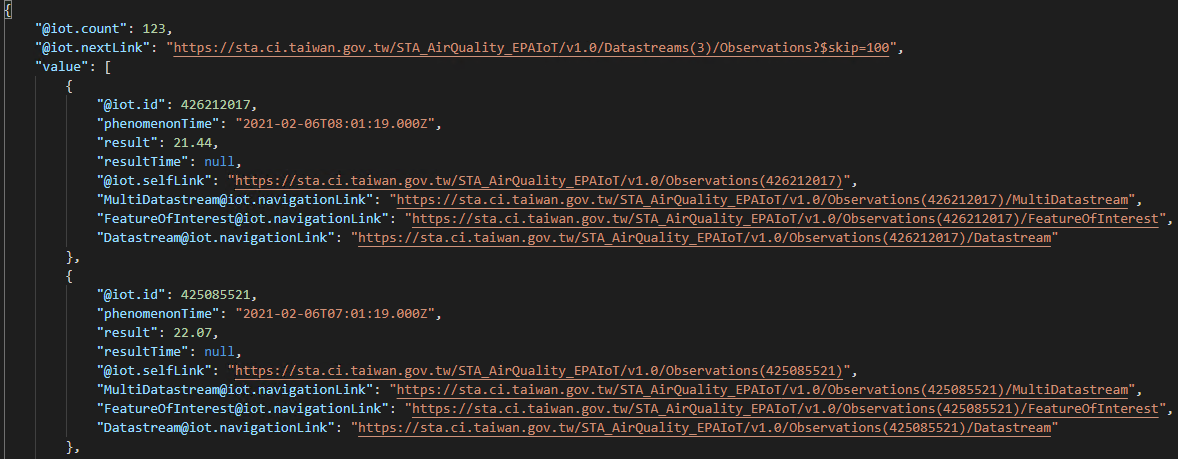 {
"@iot.count": 123,
"@iot.nextLink": "https://sta.ci.taiwan.gov.tw/STA_AirQuality_EPAIoT/v1.0/Datastreams(3)/Observations?$skip=100",
"value": [
{
"@iot.id": 426212017,
"phenomenonTime": "2021-02-06T08:01:19.000Z",
"result": 21.44,
"resultTime": null,
"@iot.selfLink": "https://sta.ci.taiwan.gov.tw/STA_AirQuality_EPAIoT/v1.0/Observations(426212017)",
"MultiDatastream@iot.navigationLink": "https://sta.ci.taiwan.gov.tw/STA_AirQuality_EPAIoT/v1.0/Observations(426212017)/MultiDatastream",
"FeatureOfInterest@iot.navigationLink": "https://sta.ci.taiwan.gov.tw/STA_AirQuality_EPAIoT/v1.0/Observations(426212017)/FeatureOfInterest",
"Datastream@iot.navigationLink": "https://sta.ci.taiwan.gov.tw/STA_AirQuality_EPAIoT/v1.0/Observations(426212017)/Datastream"
},
{
"@iot.id": 425085521,
"phenomenonTime": "2021-02-06T07:01:19.000Z",
"result": 22.07,
"resultTime": null,
"@iot.selfLink": "https://sta.ci.taiwan.gov.tw/STA_AirQuality_EPAIoT/v1.0/Observations(425085521)",
"MultiDatastream@iot.navigationLink": "https://sta.ci.taiwan.gov.tw/STA_AirQuality_EPAIoT/v1.0/Observations(425085521)/MultiDatastream",
"FeatureOfInterest@iot.navigationLink": "https://sta.ci.taiwan.gov.tw/STA_AirQuality_EPAIoT/v1.0/Observations(425085521)/FeatureOfInterest",
"Datastream@iot.navigationLink": "https://sta.ci.taiwan.gov.tw/STA_AirQuality_EPAIoT/v1.0/Observations(425085521)/Datastream"
},